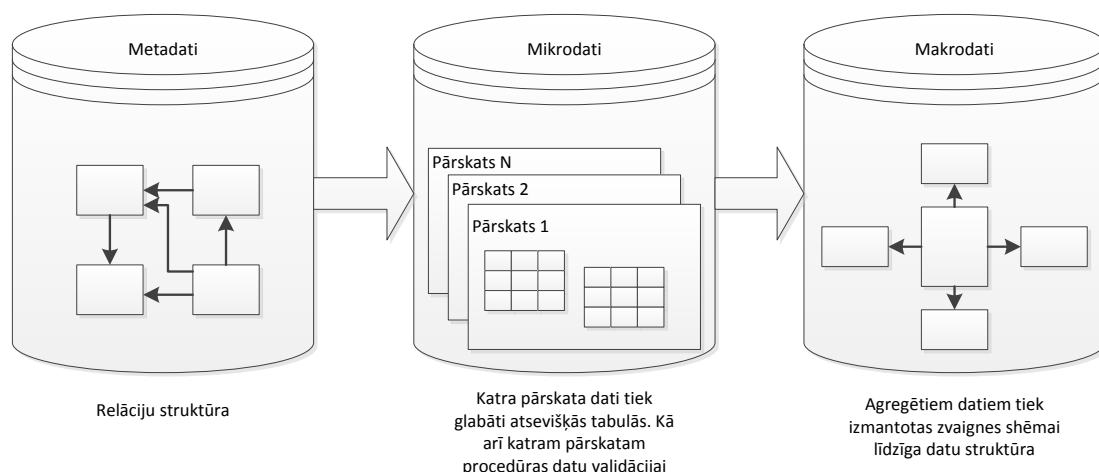 Metadati
Mikrodati
Makrodati
Pārskats N
Pārskats 2
Pārskats 1
Relāciju struktūra
Katra pārskata dati tiek
glabāti atsevišķās tabulās. Kā
arī katram pārskatam
procedūras datu validācijai
Agregētiem datiem tiek
izmantotas zvaignes shēmai
līdzīga datu struktūra